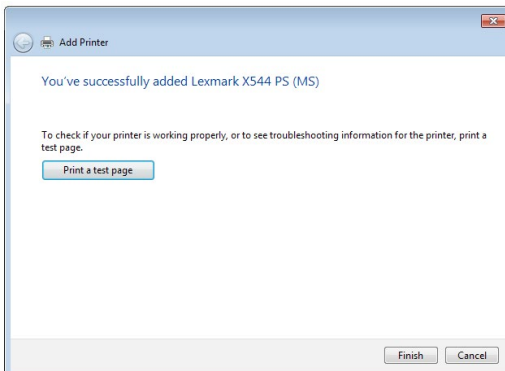 Add Printer
You've successfully added Lexmark X544 PS (MS)
To check if your printer is working properly, or to see troubleshooting information for the printer, print a
test page.
Print a test page
Finish Cancel